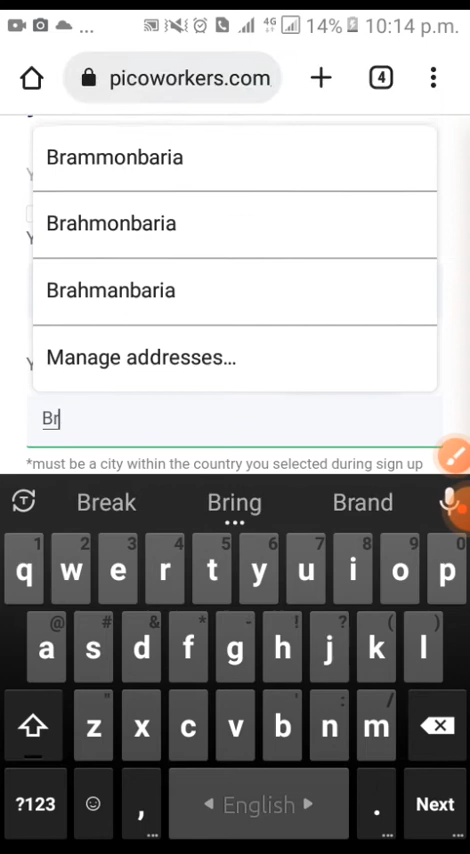 ... 4G 14% 10:14 p.m.
picoworkers.com 4
Brammonbaria
Brahmonbaria
Brahmanbaria
Manage addresses...
Br
*must be a city within the country you selected during sign up
Break Bring Brand
1 2 3 4 5 6 7 8 9 0
q w e r t y u i o p
@ # & * - ! ? ( )
a s d f g h j k l
" ' : /
z x c v b n m
?123 , ◄ English ► . Next